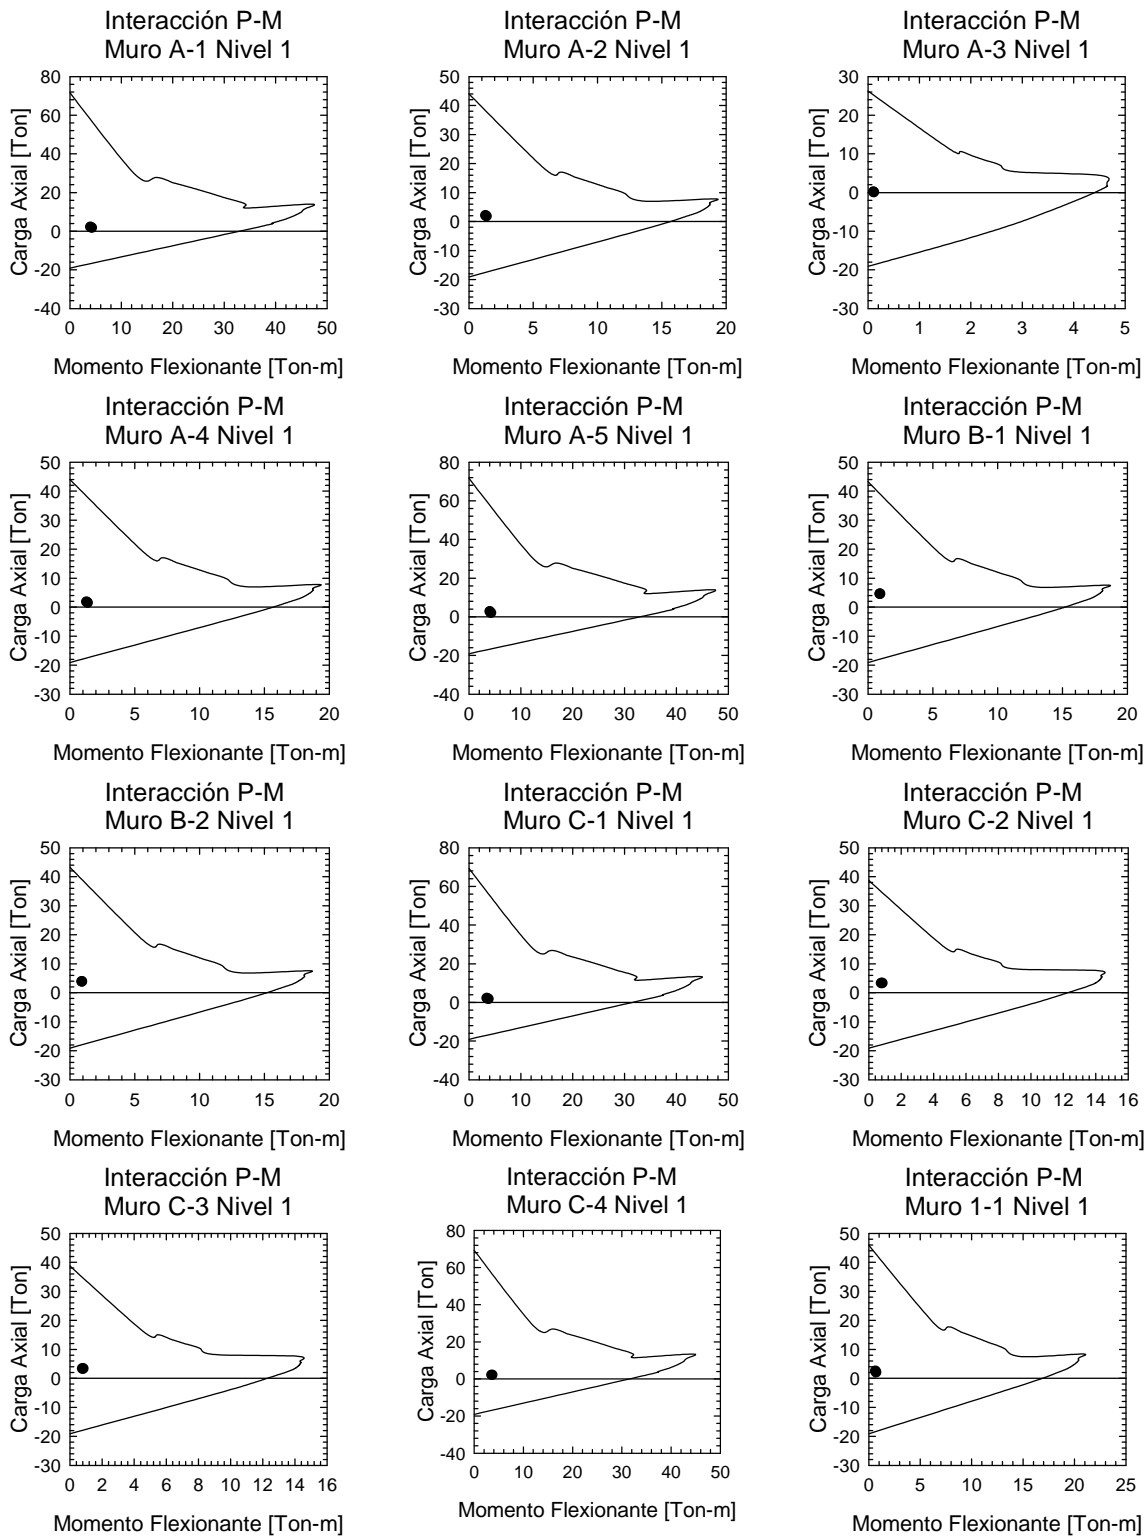 Interacción P-M
Muro A-1 Nivel 1
80
60
40
20
0
-20
-40
0 10 20 30 40 50
Carga Axial [Ton]
Momento Flexionante [Ton-m]
Interacción P-M
Muro A-2 Nivel 1
50
40
30
20
10
0
-10
-20
-30
0 5 10 15 20
Carga Axial [Ton]
Momento Flexionante [Ton-m]
Interacción P-M
Muro A-3 Nivel 1
30
20
10
0
-10
-20
-30
0 1 2 3 4 5
Carga Axial [Ton]
Momento Flexionante [Ton-m]
Interacción P-M
Muro A-4 Nivel 1
50
40
30
20
10
0
-10
-20
-30
0 5 10 15 20
Carga Axial [Ton]
Momento Flexionante [Ton-m]
Interacción P-M
Muro A-5 Nivel 1
80
60
40
20
0
-20
-40
0 10 20 30 40 50
Carga Axial [Ton]
Momento Flexionante [Ton-m]
Interacción P-M
Muro B-1 Nivel 1
50
40
30
20
10
0
-10
-20
-30
0 5 10 15 20
Carga Axial [Ton]
Momento Flexionante [Ton-m]
Interacción P-M
Muro B-2 Nivel 1
50
40
30
20
10
0
-10
-20
-30
0 5 10 15 20
Carga Axial [Ton]
Momento Flexionante [Ton-m]
Interacción P-M
Muro C-1 Nivel 1
80
60
40
20
0
-20
-40
0 10 20 30 40 50
Carga Axial [Ton]
Momento Flexionante [Ton-m]
Interacción P-M
Muro C-2 Nivel 1
50
40
30
20
10
0
-10
-20
-30
0 2 4 6 8 10 12 14 16
Carga Axial [Ton]
Momento Flexionante [Ton-m]
Interacción P-M
Muro C-3 Nivel 1
50
40
30
20
10
0
-10
-20
-30
0 2 4 6 8 10 12 14 16
Carga Axial [Ton]
Momento Flexionante [Ton-m]
Interacción P-M
Muro C-4 Nivel 1
80
60
40
20
0
-20
-40
0 10 20 30 40 50
Carga Axial [Ton]
Momento Flexionante [Ton-m]
Interacción P-M
Muro 1-1 Nivel 1
50
40
30
20
10
0
-10
-20
-30
0 5 10 15 20 25
Carga Axial [Ton]
Momento Flexionante [Ton-m]